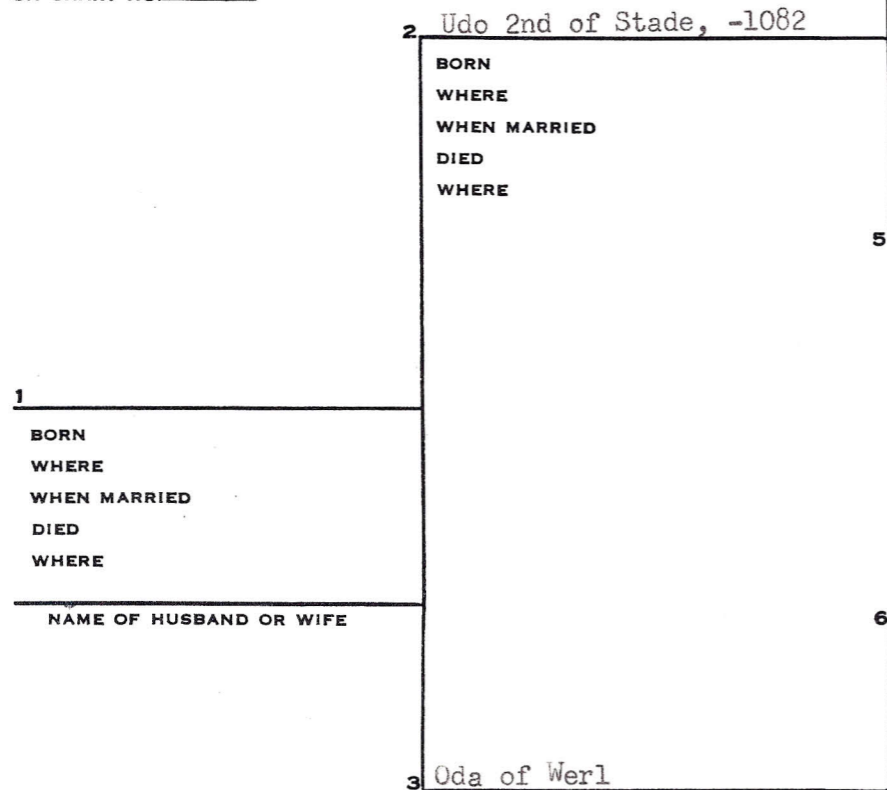 2 Udo 2nd of Stade, -1082
BORN
WHERE
WHEN MARRIED
DIED
WHERE
5
1
BORN
WHERE
WHEN MARRIED
DIED
WHERE
NAME OF HUSBAND OR WIFE
6
3 Oda of Werl